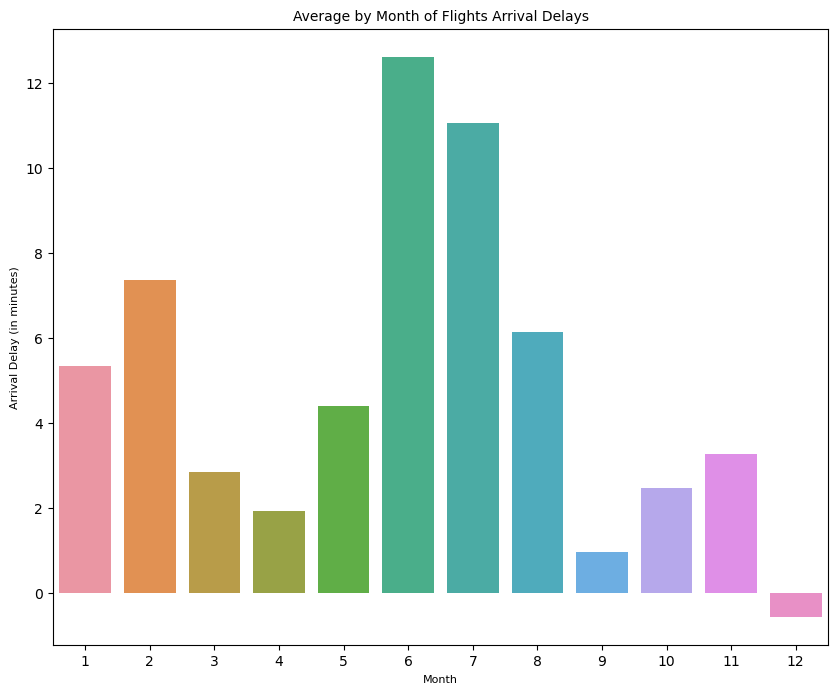 Average by Month of Flights Arrival Delays
Arrival Delay (in minutes)
12
10
8
6
4
2
0
1 2 3 4 5 6 7 8 9 10 11 12
Month